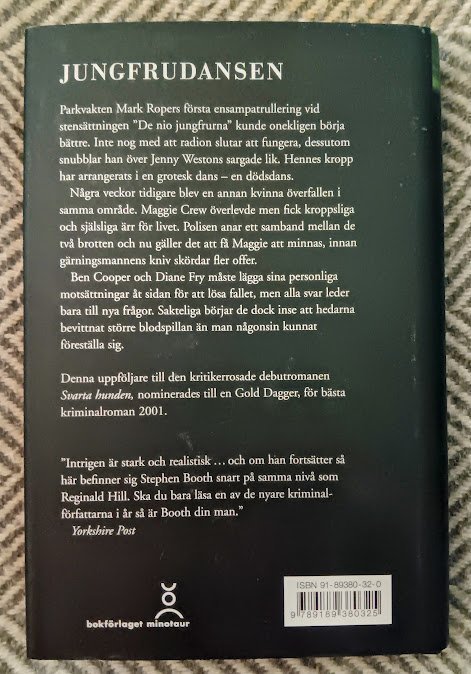 JUNGFRUDANSEN
Parkvakten Mark Ropers första ensampatrullering vid
stensättningen "De nio jungfrurna" kunde onekligen börja
bättre. Inte nog med att radion slutar att fungera, dessutom
snubblar han över Jenny Westons sargade lik. Hennes kropp
har arrangerats i en grotesk dans – en dödsdans.
Några veckor tidigare blev en annan kvinna överfallen i
samma område. Maggie Crew överlevde men fick kroppsliga
och själsliga ärr för livet. Polisen anar ett samband mellan de
två brotten och nu gäller det att få Maggie att minnas, innan
gärningsmannens kniv skördar fler offer.
Ben Cooper och Diane Fry måste lägga sina personliga
motsättningar åt sidan för att lösa fallet, men alla svar leder
bara till nya frågor. Sakteliga börjar de dock inse att hedarna
bevittnat större blodspillan än man någonsin kunnat
föreställa sig.
Denna uppföljare till den kritikerrosade debutromanen
Svarta hunden, nominerades till en Gold Dagger, för bästa
kriminalroman 2001.
"Intrigen är stark och realistisk ... och om han fortsätter så
här befinner sig Stephen Booth snart på samma nivå som
Reginald Hill. Ska du bara läsa en av de nyare kriminal-
författarna i år så är Booth din man."
Yorkshire Post
ISBN 91-89380-32-0
9 789189 380325
bokförlaget minotaur